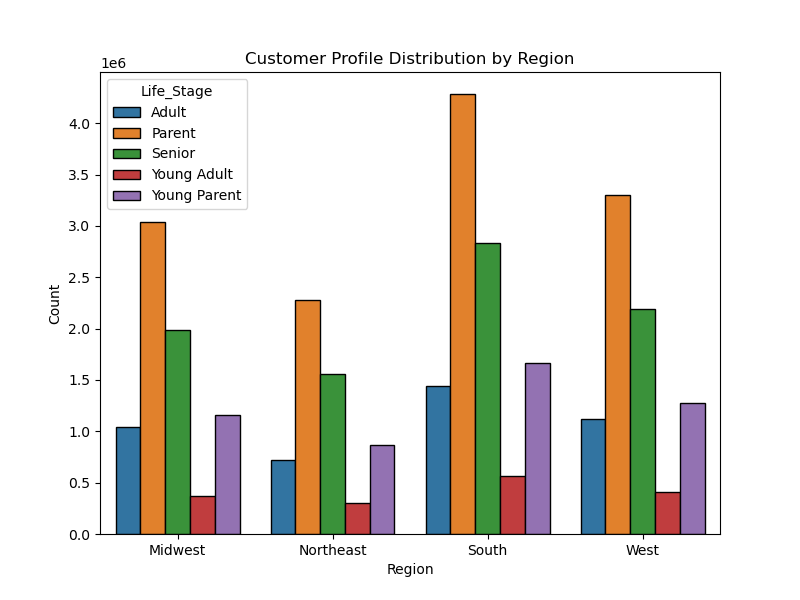 Customer Profile Distribution by Region
1e6
Life_Stage
Adult
Parent
Senior
Young Adult
Young Parent
4.0
3.5
3.0
2.5
2.0
1.5
1.0
0.5
0.0
Count
Midwest
Northeast
South
West
Region